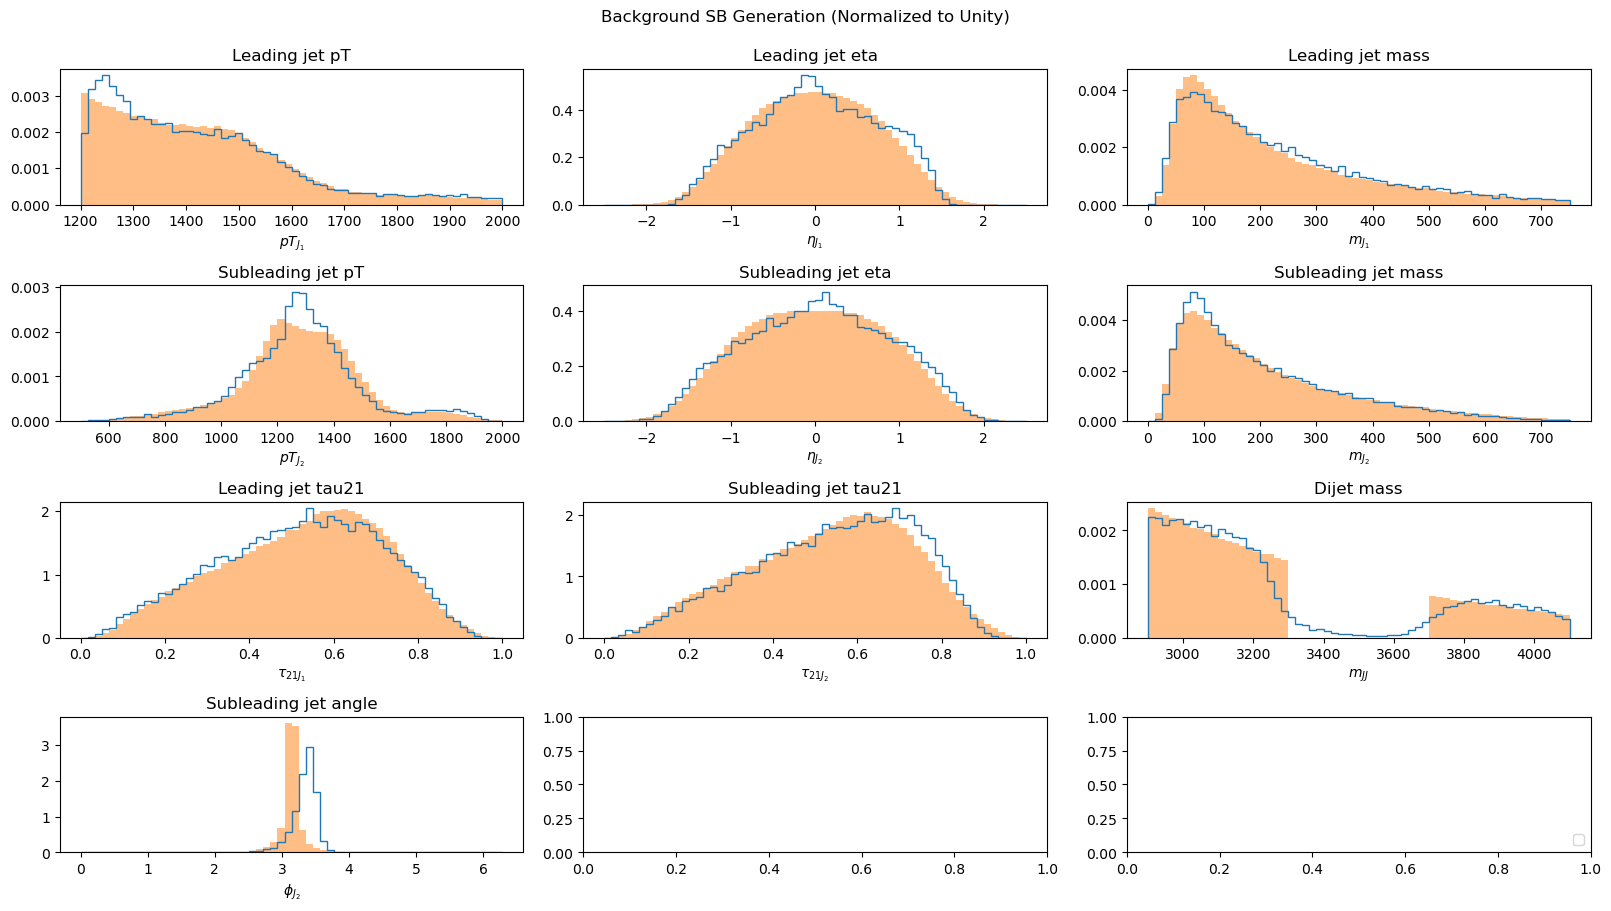 Background SB Generation (Normalized to Unity)
Leading jet pT
0.003
0.002
0.001
0.000
1200 1300 1400 1500 1600 1700 1800 1900 2000
pT_{J_1}
Leading jet eta
0.4
0.2
0.0
−2 −1 0 1 2
η_{J_1}
Leading jet mass
0.004
0.002
0.000
0 100 200 300 400 500 600 700
m_{J_1}
Subleading jet pT
0.003
0.002
0.001
0.000
600 800 1000 1200 1400 1600 1800 2000
pT_{J_2}
Subleading jet eta
0.4
0.2
0.0
−2 −1 0 1 2
η_{J_2}
Subleading jet mass
0.004
0.002
0.000
0 100 200 300 400 500 600 700
m_{J_2}
Leading jet tau21
2
1
0
0.0 0.2 0.4 0.6 0.8 1.0
τ_{21J_1}
Subleading jet tau21
2
1
0
0.0 0.2 0.4 0.6 0.8 1.0
τ_{21J_2}
Dijet mass
0.002
0.001
0.000
3000 3200 3400 3600 3800 4000
m_{JJ}
Subleading jet angle
3
2
1
0
0 1 2 3 4 5 6
ϕ_{J_2}
1.00
0.75
0.50
0.25
0.00
0.0 0.2 0.4 0.6 0.8 1.0
1.00
0.75
0.50
0.25
0.00
0.0 0.2 0.4 0.6 0.8 1.0